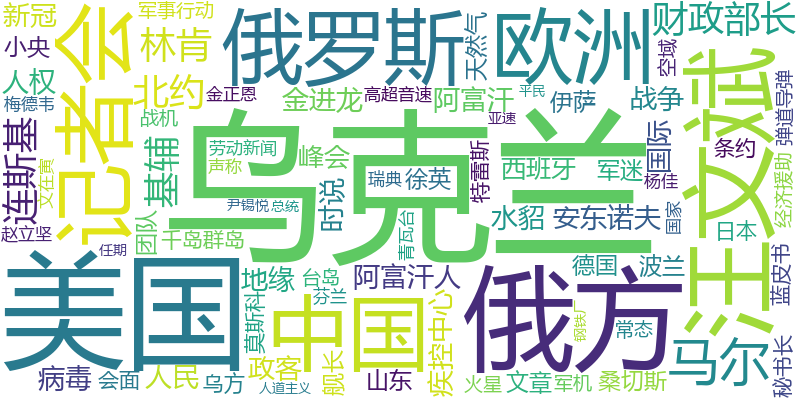 新冠
军事行动
小央
人权
梅德韦
连斯基
文在寅
赵立坚
任期
记者会
林肯
北约
战机
基辅
团队
俄罗斯
金正恩
劳动新闻
声称
千岛群岛
金进龙
高超音速
峰会
尹锡悦
总统
乌克兰
天然气
阿富汗
平民
亚速
欧洲
伊萨
战争
财政部长
空域
弹道导弹
汪文斌
国际
条约
特雷斯
西班牙
军迷
瑞典
徐英
时说
青瓦台
水貂
安东诺夫
杨佳
国家
日本
经济援助
蓝皮书
秘书长
美国
病毒
会面
人民
乌方
地缘
莫斯科
政客
人道主义
台岛
芬兰
中国
舰长
阿富汗人
山东
疾控中心
俄方
火星
德国
波兰
钢铁厂
常态
文章
军机
桑切斯
马尔